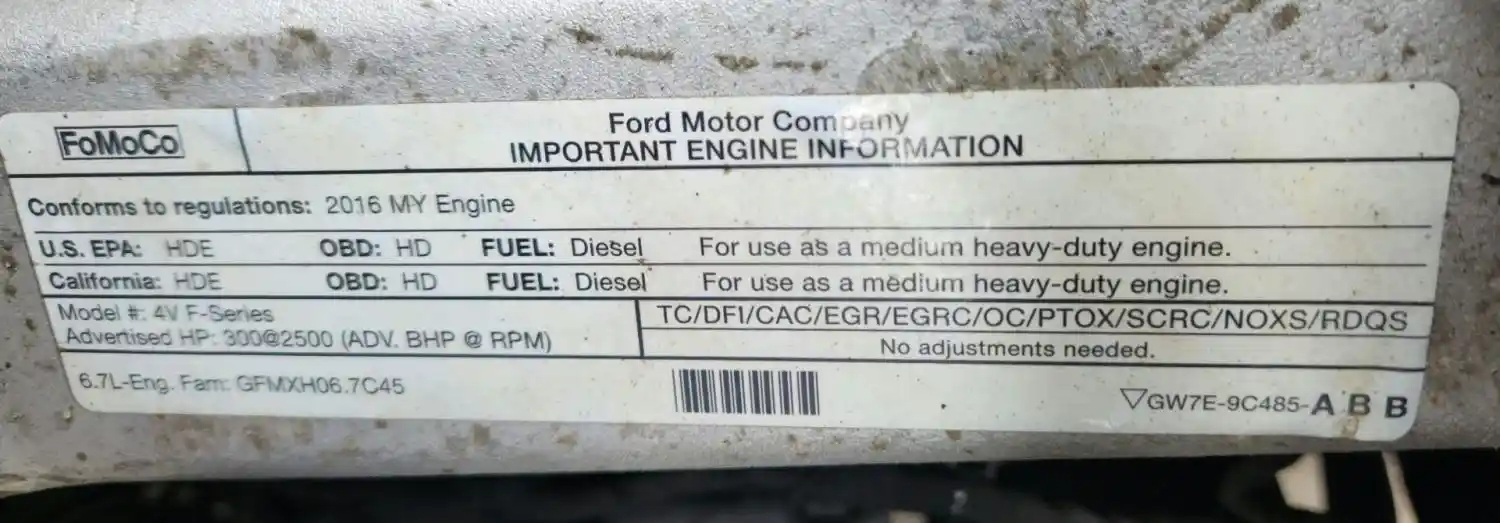 FoMoCo
Ford Motor Company
IMPORTANT ENGINE INFORMATION
Conforms to regulations: 2016 MY Engine
U.S. EPA: HDE OBD: HD FUEL: Diesel For use as a medium heavy-duty engine.
California: HDE OBD: HD FUEL: Diesel For use as a medium heavy-duty engine.
Model #: 4V F-Series
Advertised HP: 300@2500 (ADV. BHP @ RPM)
TC/DFI/CAC/EGR/EGRC/OC/PTOX/SCRC/NOXS/RDQS
No adjustments needed.
6.7L-Eng. Fam: GFMXH06.7C45
▽GW7E-9C485-A B B